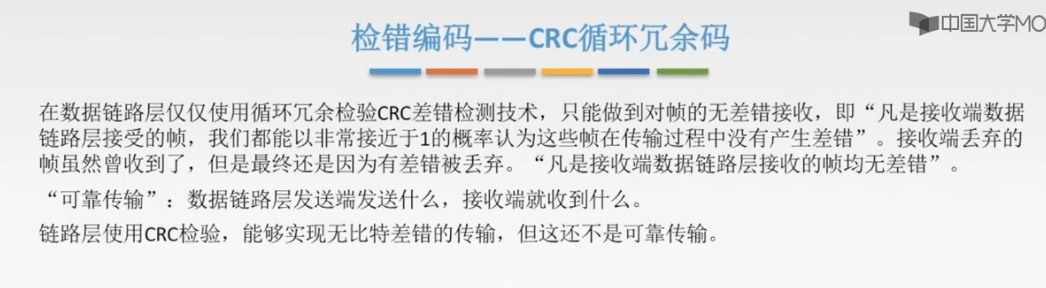 中国大学MO
检错编码——CRC循环冗余码
在数据链路层仅仅使用循环冗余检验CRC差错检测技术，只能做到对帧的无差错接收，即“凡是接收端数据
链路层接受的帧，我们都能以非常接近于1的概率认为这些帧在传输过程中没有产生差错”。接收端丢弃的
帧虽然曾收到了，但是最终还是因为有差错被丢弃。“凡是接收端数据链路层接收的帧均无差错”。
“可靠传输”：数据链路层发送端发送什么，接收端就收到什么。
链路层使用CRC检验，能够实现无比特差错的传输，但这还不是可靠传输。